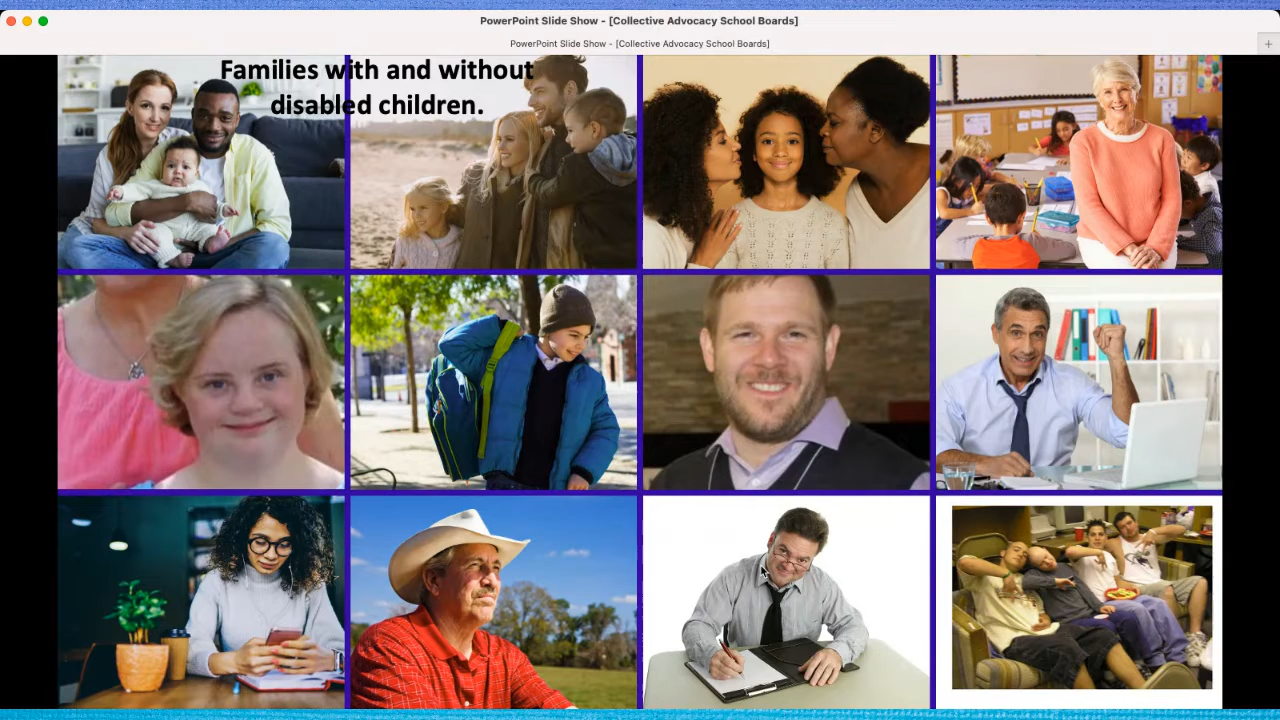 PowerPoint Slide Show - [Collective Advocacy School Boards]
PowerPoint Slide Show - [Collective Advocacy School Boards]
Families with and without
disabled children.